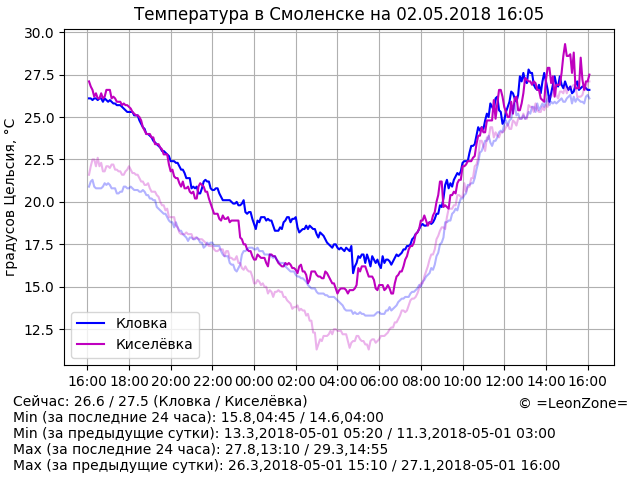 Температура в Смоленске на 02.05.2018 16:05
градусов Цельсия, °C
30.0
27.5
25.0
22.5
20.0
17.5
15.0
12.5
Кловка
Киселёвка
16:00 18:00 20:00 22:00 00:00 02:00 04:00 06:00 08:00 10:00 12:00 14:00 16:00
Сейчас: 26.6 / 27.5 (Кловка / Киселёвка)
© =LeonZone=
Min (за последние 24 часа): 15.8,04:45 / 14.6,04:00
Min (за предыдущие сутки): 13.3,2018-05-01 05:20 / 11.3,2018-05-01 03:00
Max (за последние 24 часа): 27.8,13:10 / 29.3,14:55
Max (за предыдущие сутки): 26.3,2018-05-01 15:10 / 27.1,2018-05-01 16:00